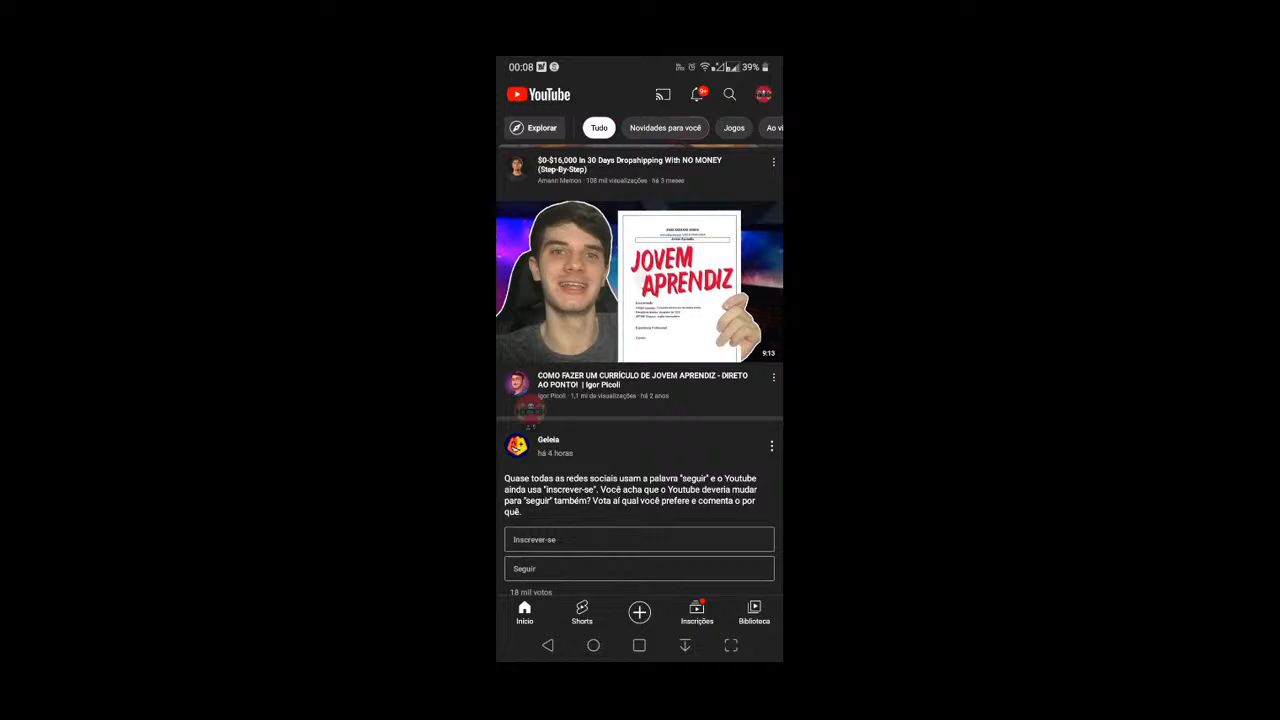 00:08
39%
YouTube
9+
Explorar
Tudo
Novidades para você
Jogos
Ao vi
$0-$16,000 In 30 Days Dropshipping With NO MONEY
(Step-By-Step)
Amann Memon · 108 mil visualizações · há 3 meses
JOVEM
APRENDIZ
9:13
COMO FAZER UM CURRÍCULO DE JOVEM APRENDIZ - DIRETO
AO PONTO! | Igor Picoli
Igor Picoli · 1,1 mi de visualizações · há 2 anos
Geleia
há 4 horas
Quase todas as redes sociais usam a palavra "seguir" e o Youtube
ainda usa "inscrever-se". Você acha que o Youtube deveria mudar
para "seguir" também? Vota aí qual você prefere e comenta o por
quê.
Inscrever-se
Seguir
18 mil votos
Início
Shorts
Inscrições
Biblioteca